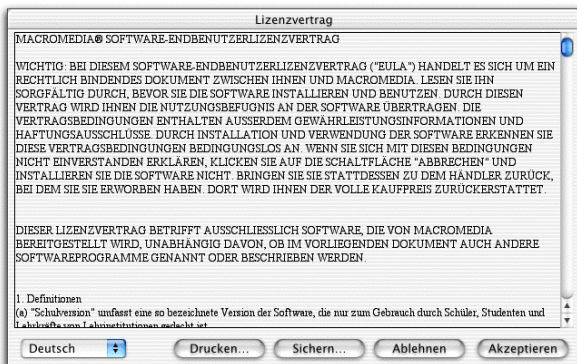 Lizenzvertrag
MACROMEDIA® SOFTWARE-ENDBENUTZERLIZENZVERTRAG
WICHTIG: BEI DIESEM SOFTWARE-ENDBENUTZERLIZENZVERTRAG ("EULA") HANDELT ES SICH UM EIN
RECHTLICH BINDENDES DOKUMENT ZWISCHEN IHNEN UND MACROMEDIA. LESEN SIE IHN
SORGFÄLTIG DURCH, BEVOR SIE DIE SOFTWARE INSTALLIEREN UND BENUTZEN. DURCH DIESEN
VERTRAG WIRD IHNEN DIE NUTZUNGSBEFUGNIS AN DER SOFTWARE ÜBERTRAGEN. DIE
VERTRAGSBEDINGUNGEN ENTHALTEN AUSSERDEM GEWÄHRLEISTUNGSINFORMATIONEN UND
HAFTUNGSAUSSCHLÜSSE. DURCH INSTALLATION UND VERWENDUNG DER SOFTWARE ERKENNEN SIE
DIESE VERTRAGSBEDINGUNGEN BEDINGUNGSLOS AN. WENN SIE SICH MIT DIESEN BEDINGUNGEN
NICHT EINVERSTANDEN ERKLÄREN, KLICKEN SIE AUF DIE SCHALTFLÄCHE "ABBRECHEN" UND
INSTALLIEREN SIE DIE SOFTWARE NICHT. BRINGEN SIE SIE STATTDESSEN ZU DEM HÄNDLER ZURÜCK,
BEI DEM SIE SIE ERWORBEN HABEN. DORT WIRD IHNEN DER VOLLE KAUFPREIS ZURÜCKERSTATTET.
DIESER LIZENZVERTRAG BETRIFFT AUSSCHLIESSLICH SOFTWARE, DIE VON MACROMEDIA
BEREITGESTELLT WIRD, UNABHÄNGIG DAVON, OB IM VORLIEGENDEN DOKUMENT AUCH ANDERE
SOFTWAREPROGRAMME GENANNT ODER BESCHRIEBEN WERDEN.
1. Definitionen
(a) "Schulversion" umfasst eine so bezeichnete Version der Software, die nur zum Gebrauch durch Schüler, Studenten und
Lehrkräfte von Lehrinstitutionen gedacht ist
Deutsch
Drucken...
Sichern...
Ablehnen
Akzeptieren